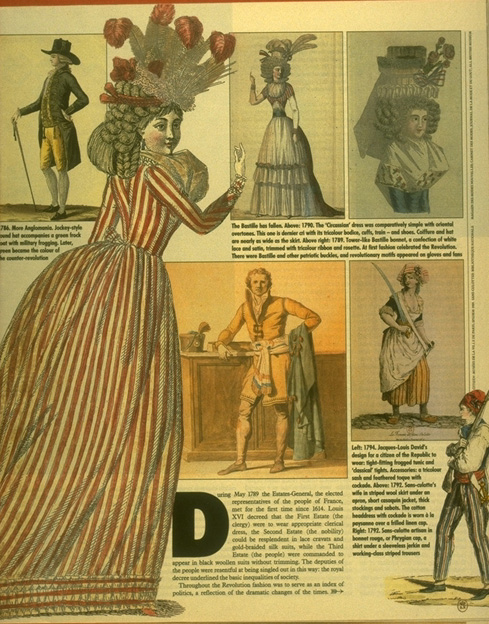 786. More Anglomania. Jockey-style
and hat accompanies a green frock
oat with military frogging. Later,
een became the colour of
he counter-revolution
The Bastille has fallen. Above: 1790. The 'Circassian' dress was comparatively simple with oriental
overtones. This one is dernier cri with its tricolour bodice, cuffs, train – and shoes. Coiffure and hat
are nearly as wide as the skirt. Above right: 1789. Tower-like Bastille bonnet, a confection of white
lace and satin, trimmed with tricolour ribbon and rosette. At first fashion celebrated the Revolution.
There were Bastille and other patriotic buckles, and revolutionary motifs appeared on gloves and fans
Left: 1794. Jacques-Louis David's
design for a citizen of the Republic to
wear: tight-fitting frogged tunic and
'classical' tights. Accessories: a tricolour
sash and feathered toque with
cockade. Above: 1792. Sans-culotte's
wife in striped wool skirt under an
apron, short casaquin jacket, thick
stockings and sabots. The cotton
headdress with cockade is worn à la
paysanne over a frilled linen cap.
Right: 1792. Sans-culotte artisan in
bonnet rouge, or Phrygian cap, a
shirt under a sleeveless jerkin and
working-class striped trousers
During May 1789 the Estates-General, the elected
representatives of the people of France,
met for the first time since 1614. Louis
XVI decreed that the First Estate (the
clergy) were to wear appropriate clerical
dress, the Second Estate (the nobility)
could be resplendent in lace cravats and
gold-braided silk suits, while the Third
Estate (the people) were commanded to
appear in black woollen suits without trimming. The deputies of
the people were resentful at being singled out in this way: the royal
decree underlined the basic inequalities of society.
Throughout the Revolution fashion was to serve as an index of
politics, a reflection of the dramatic changes of the times.